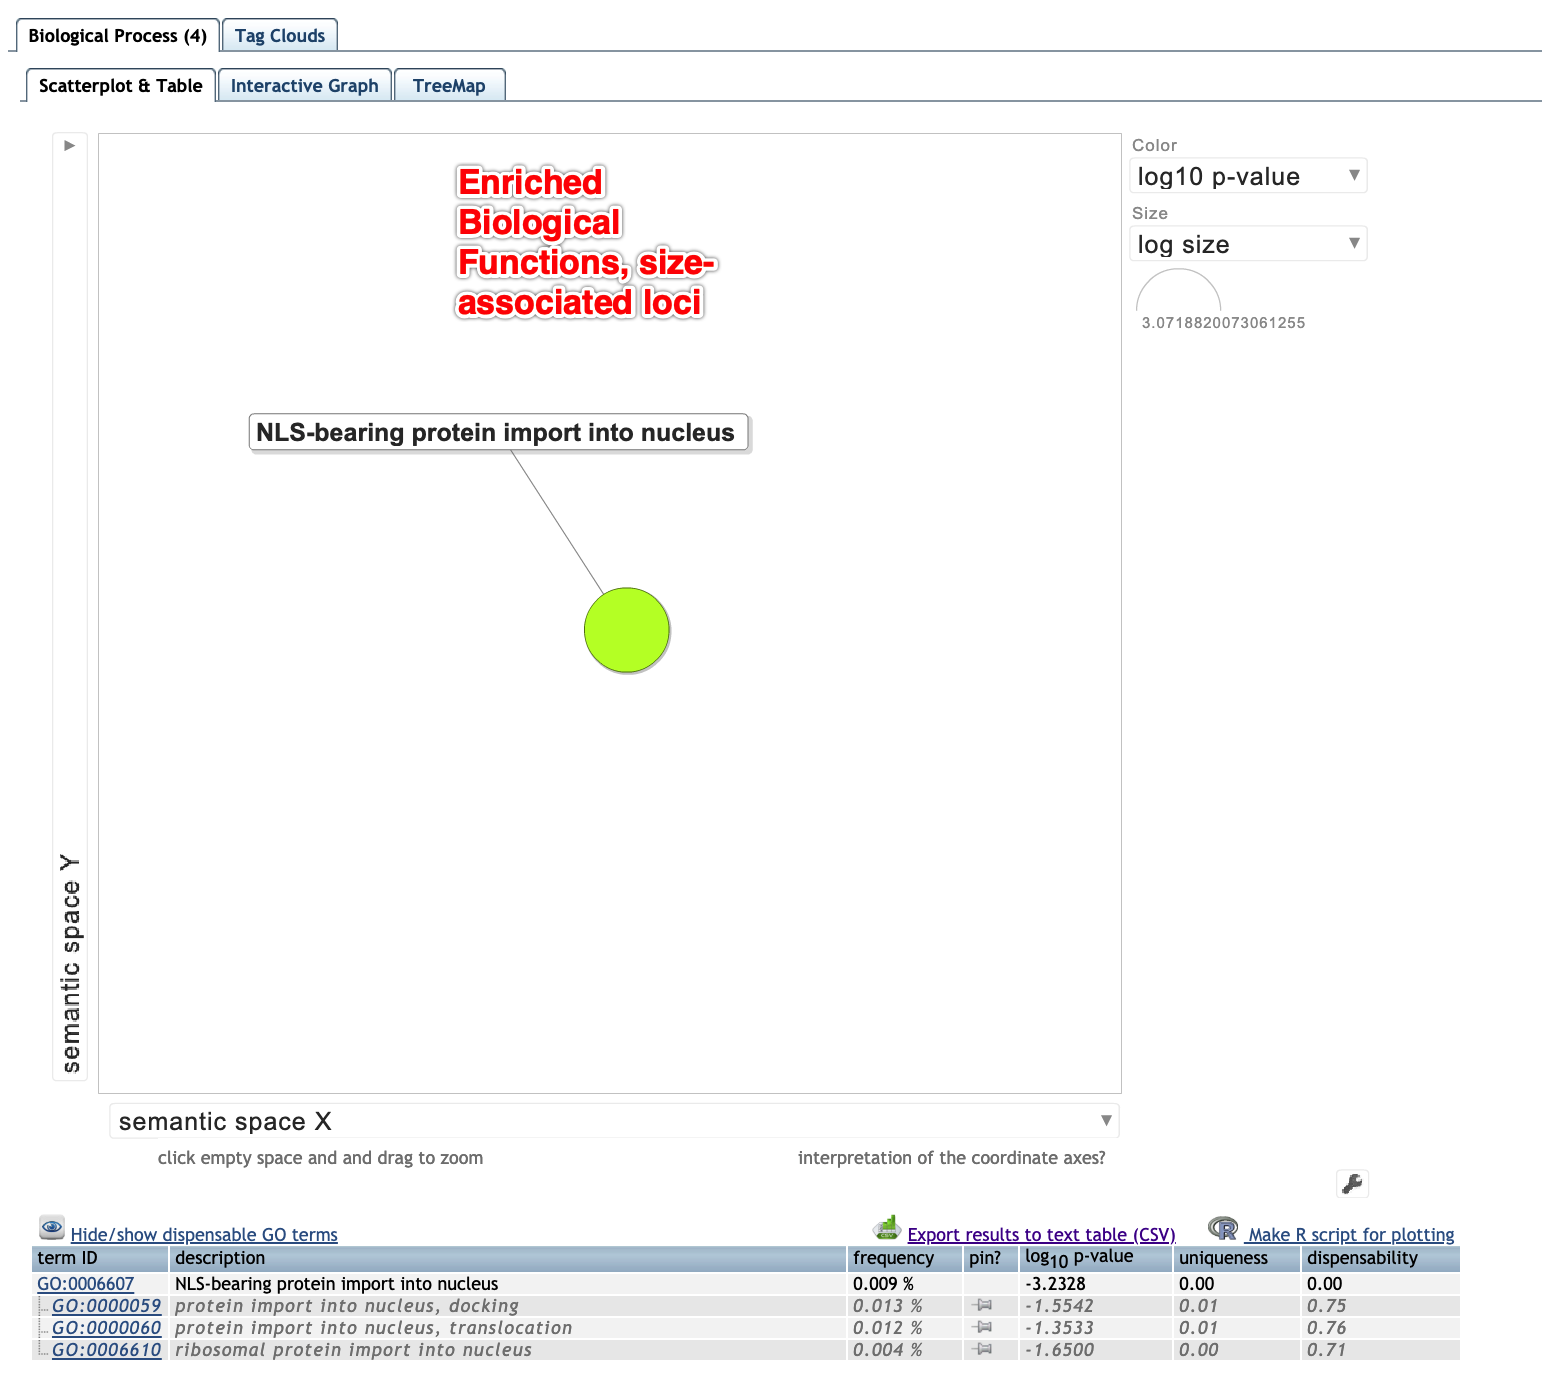 Biological Process (4) Tag Clouds
Scatterplot & Table Interactive Graph TreeMap
Enriched
Biological
Functions, size-
associated loci
NLS-bearing protein import into nucleus
Color
log10 p-value
Size
log size
3.0718820073061255
semantic space Y
semantic space X
click empty space and and drag to zoom interpretation of the coordinate axes?
Hide/show dispensable GO terms Export results to text table (CSV) Make R script for plotting
term ID description frequency pin? log10 p-value uniqueness dispensability
GO:0006607 NLS-bearing protein import into nucleus 0.009 % -3.2328 0.00 0.00
GO:0000059 protein import into nucleus, docking 0.013 % -1.5542 0.01 0.75
GO:0000060 protein import into nucleus, translocation 0.012 % -1.3533 0.01 0.76
GO:0006610 ribosomal protein import into nucleus 0.004 % -1.6500 0.00 0.71